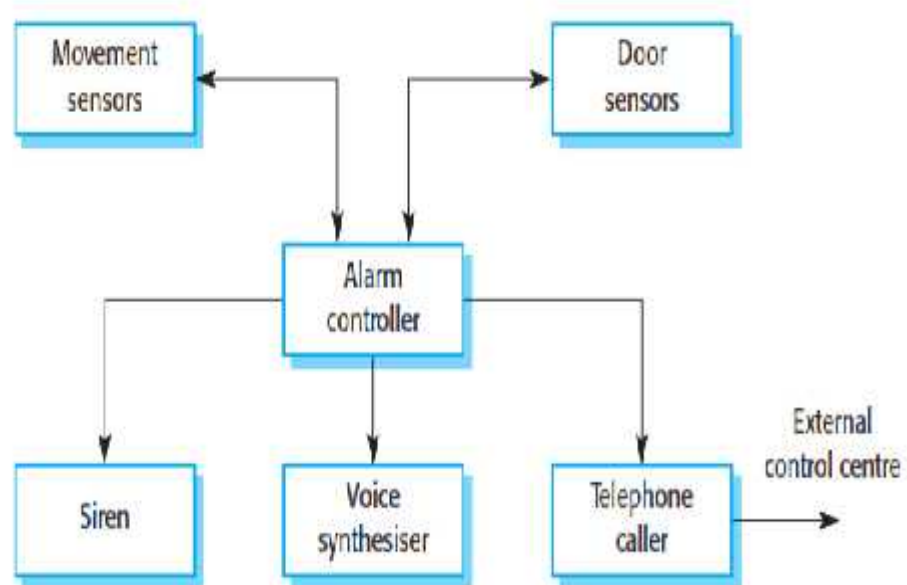 Movement
sensors
Door
sensors
Alarm
controller
External
control centre
Siren
Voice
synthesiser
Telephone
caller